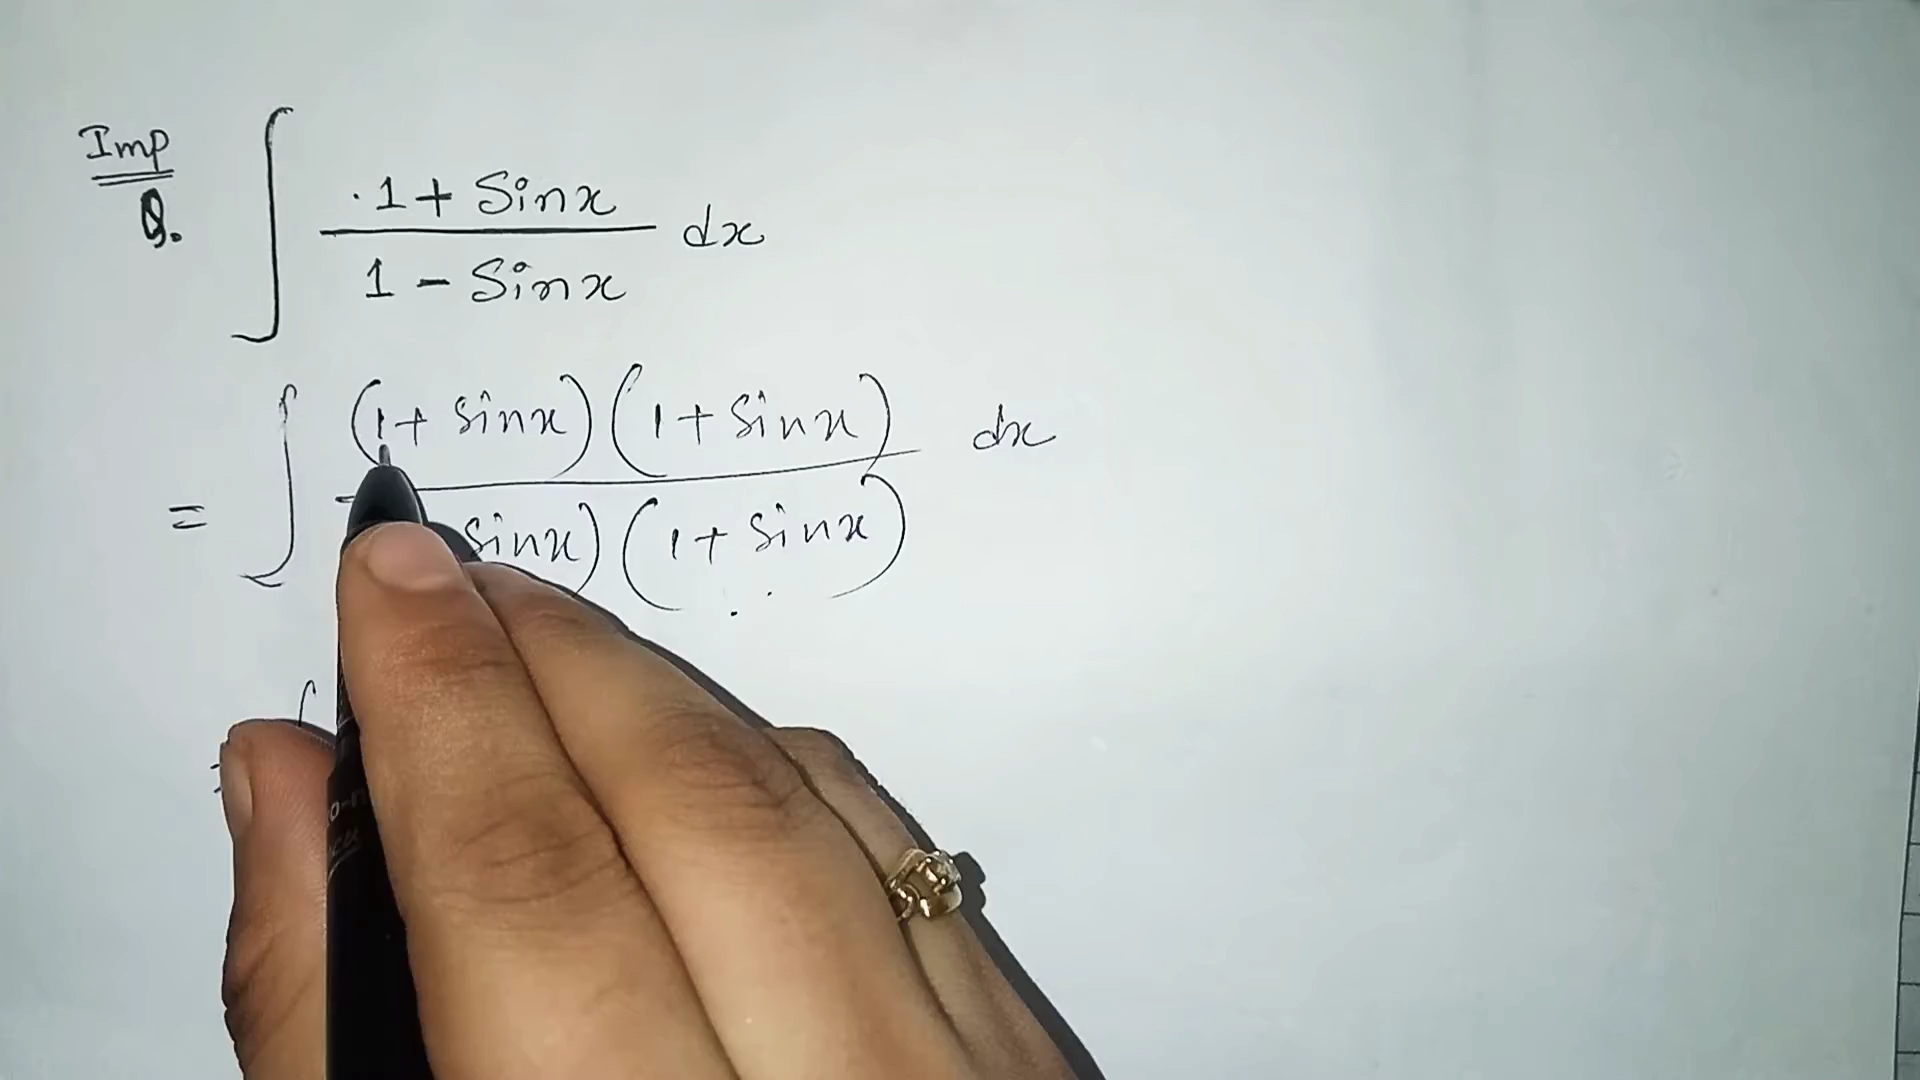 Imp
Q. ∫ 1 + Sinx / 1 - Sinx dx
= ∫ (1 + sinx) (1 + sinx) / sinx) (1 + sinx) dx